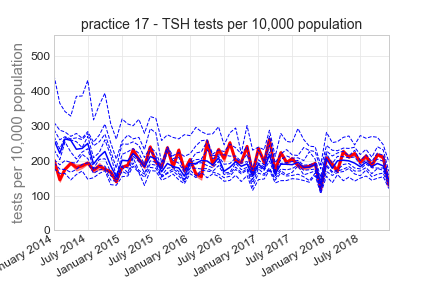 practice 17 - TSH tests per 10,000 population
tests per 10,000 population
500
400
300
200
100
0
nuary 2014
July 2014
January 2015
July 2015
January 2016
July 2016
January 2017
July 2017
January 2018
July 2018